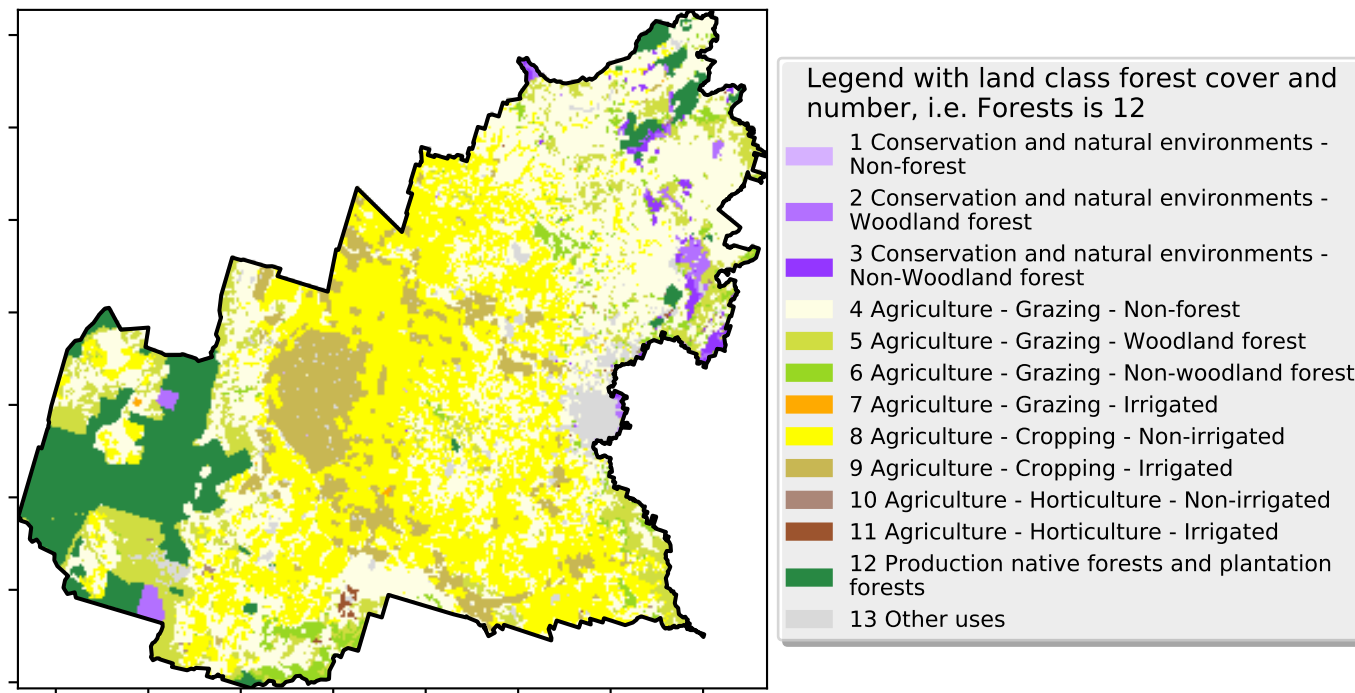 Legend with land class forest cover and
number, i.e. Forests is 12
1 Conservation and natural environments -
Non-forest
2 Conservation and natural environments -
Woodland forest
3 Conservation and natural environments -
Non-Woodland forest
4 Agriculture - Grazing - Non-forest
5 Agriculture - Grazing - Woodland forest
6 Agriculture - Grazing - Non-woodland forest
7 Agriculture - Grazing - Irrigated
8 Agriculture - Cropping - Non-irrigated
9 Agriculture - Cropping - Irrigated
10 Agriculture - Horticulture - Non-irrigated
11 Agriculture - Horticulture - Irrigated
12 Production native forests and plantation
forests
13 Other uses